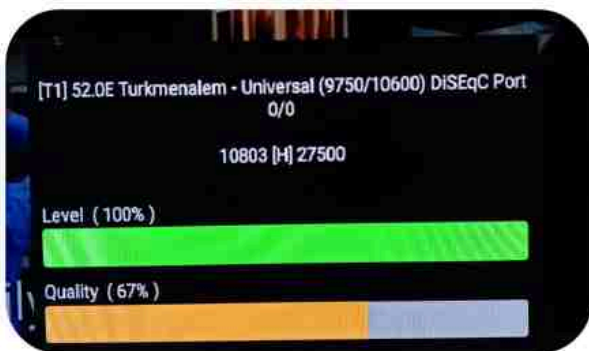 [T1] 52.0E Turkmenalem - Universal (9750/10600) DiSEqC Port
0/0
10803 [H] 27500
Level ( 100% )
Quality ( 67% )